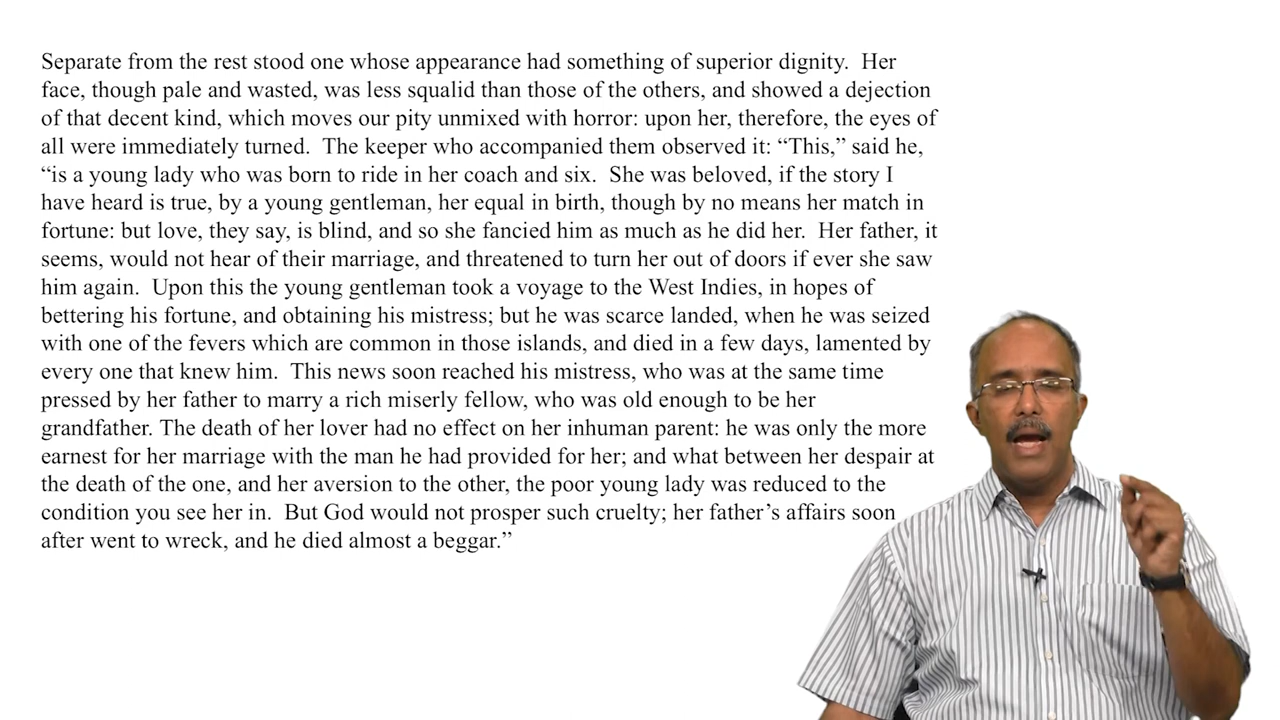 Separate from the rest stood one whose appearance had something of superior dignity.  Her
face, though pale and wasted, was less squalid than those of the others, and showed a dejection
of that decent kind, which moves our pity unmixed with horror: upon her, therefore, the eyes of
all were immediately turned.  The keeper who accompanied them observed it: “This,” said he,
“is a young lady who was born to ride in her coach and six.  She was beloved, if the story I
have heard is true, by a young gentleman, her equal in birth, though by no means her match in
fortune: but love, they say, is blind, and so she fancied him as much as he did her.  Her father, it
seems, would not hear of their marriage, and threatened to turn her out of doors if ever she saw
him again.  Upon this the young gentleman took a voyage to the West Indies, in hopes of
bettering his fortune, and obtaining his mistress; but he was scarce landed, when he was seized
with one of the fevers which are common in those islands, and died in a few days, lamented by
every one that knew him.  This news soon reached his mistress, who was at the same time
pressed by her father to marry a rich miserly fellow, who was old enough to be her
grandfather. The death of her lover had no effect on her inhuman parent: he was only the more
earnest for her marriage with the man he had provided for her; and what between her despair at
the death of the one, and her aversion to the other, the poor young lady was reduced to the
condition you see her in.  But God would not prosper such cruelty; her father’s affairs soon
after went to wreck, and he died almost a beggar.”